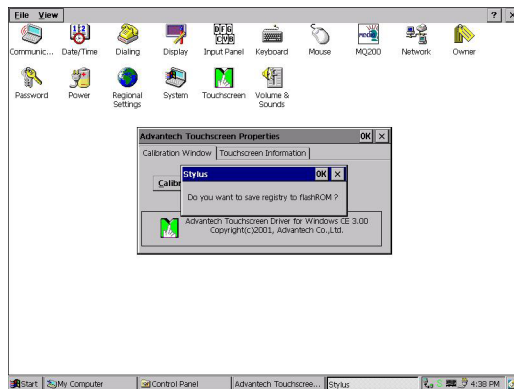 File View
?
Communic... Date/Time Dialing Display Input Panel Keyboard Mouse MQ200 Network Owner
Password Power Regional Settings System Touchscreen Volume & Sounds
Advantech Touchscreen Properties OK
Calibration Window Touchscreen Information
Stylus OK
Calibr
Do you want to save registry to flashROM ?
Advantech Touchscreen Driver for Windows CE 3.00
Copyright(c)2001, Advantech Co.,Ltd.
Start My Computer Control Panel Advantech Touchscree... Stylus 4:38 PM